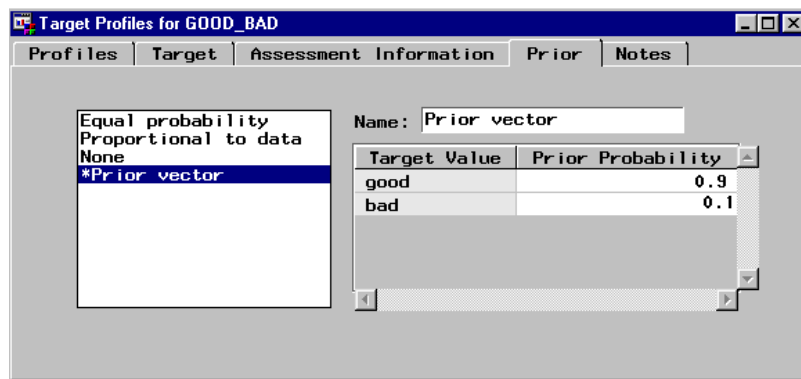 Target Profiles for GOOD_BAD
Profiles Target Assessment Information Prior Notes
Equal probability
Proportional to data
None
*Prior vector
Name: Prior vector
Target Value Prior Probability
good 0.9
bad 0.1